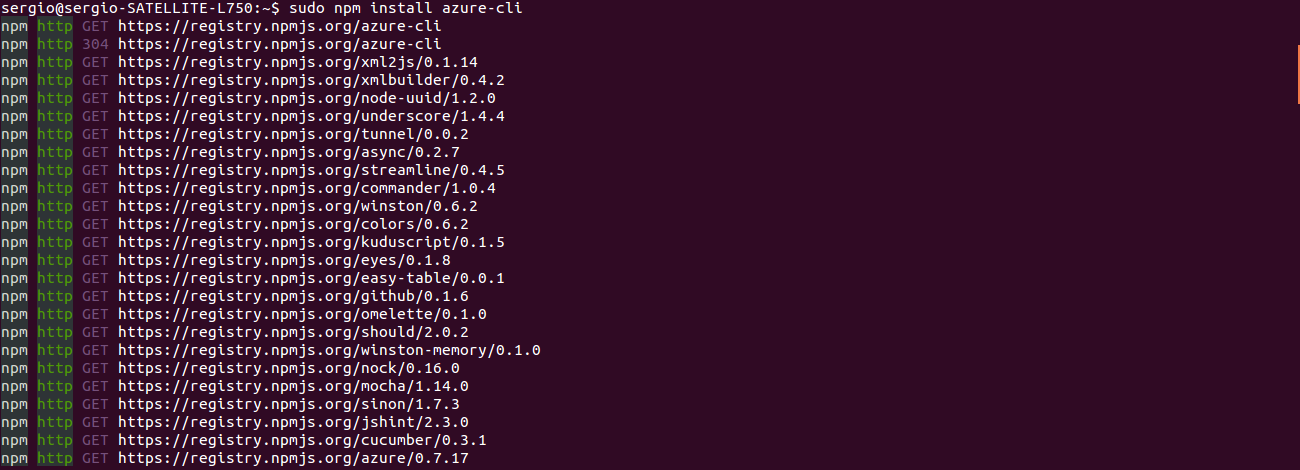 sergio@sergio-SATELLITE-L750:~$ sudo npm install azure-cli
npm http GET https://registry.npmjs.org/azure-cli
npm http 304 https://registry.npmjs.org/azure-cli
npm http GET https://registry.npmjs.org/xml2js/0.1.14
npm http GET https://registry.npmjs.org/xmlbuilder/0.4.2
npm http GET https://registry.npmjs.org/node-uuid/1.2.0
npm http GET https://registry.npmjs.org/underscore/1.4.4
npm http GET https://registry.npmjs.org/tunnel/0.0.2
npm http GET https://registry.npmjs.org/async/0.2.7
npm http GET https://registry.npmjs.org/streamline/0.4.5
npm http GET https://registry.npmjs.org/commander/1.0.4
npm http GET https://registry.npmjs.org/winston/0.6.2
npm http GET https://registry.npmjs.org/colors/0.6.2
npm http GET https://registry.npmjs.org/kuduscript/0.1.5
npm http GET https://registry.npmjs.org/eyes/0.1.8
npm http GET https://registry.npmjs.org/easy-table/0.0.1
npm http GET https://registry.npmjs.org/github/0.1.6
npm http GET https://registry.npmjs.org/omelette/0.1.0
npm http GET https://registry.npmjs.org/should/2.0.2
npm http GET https://registry.npmjs.org/winston-memory/0.1.0
npm http GET https://registry.npmjs.org/nock/0.16.0
npm http GET https://registry.npmjs.org/mocha/1.14.0
npm http GET https://registry.npmjs.org/sinon/1.7.3
npm http GET https://registry.npmjs.org/jshint/2.3.0
npm http GET https://registry.npmjs.org/cucumber/0.3.1
npm http GET https://registry.npmjs.org/azure/0.7.17